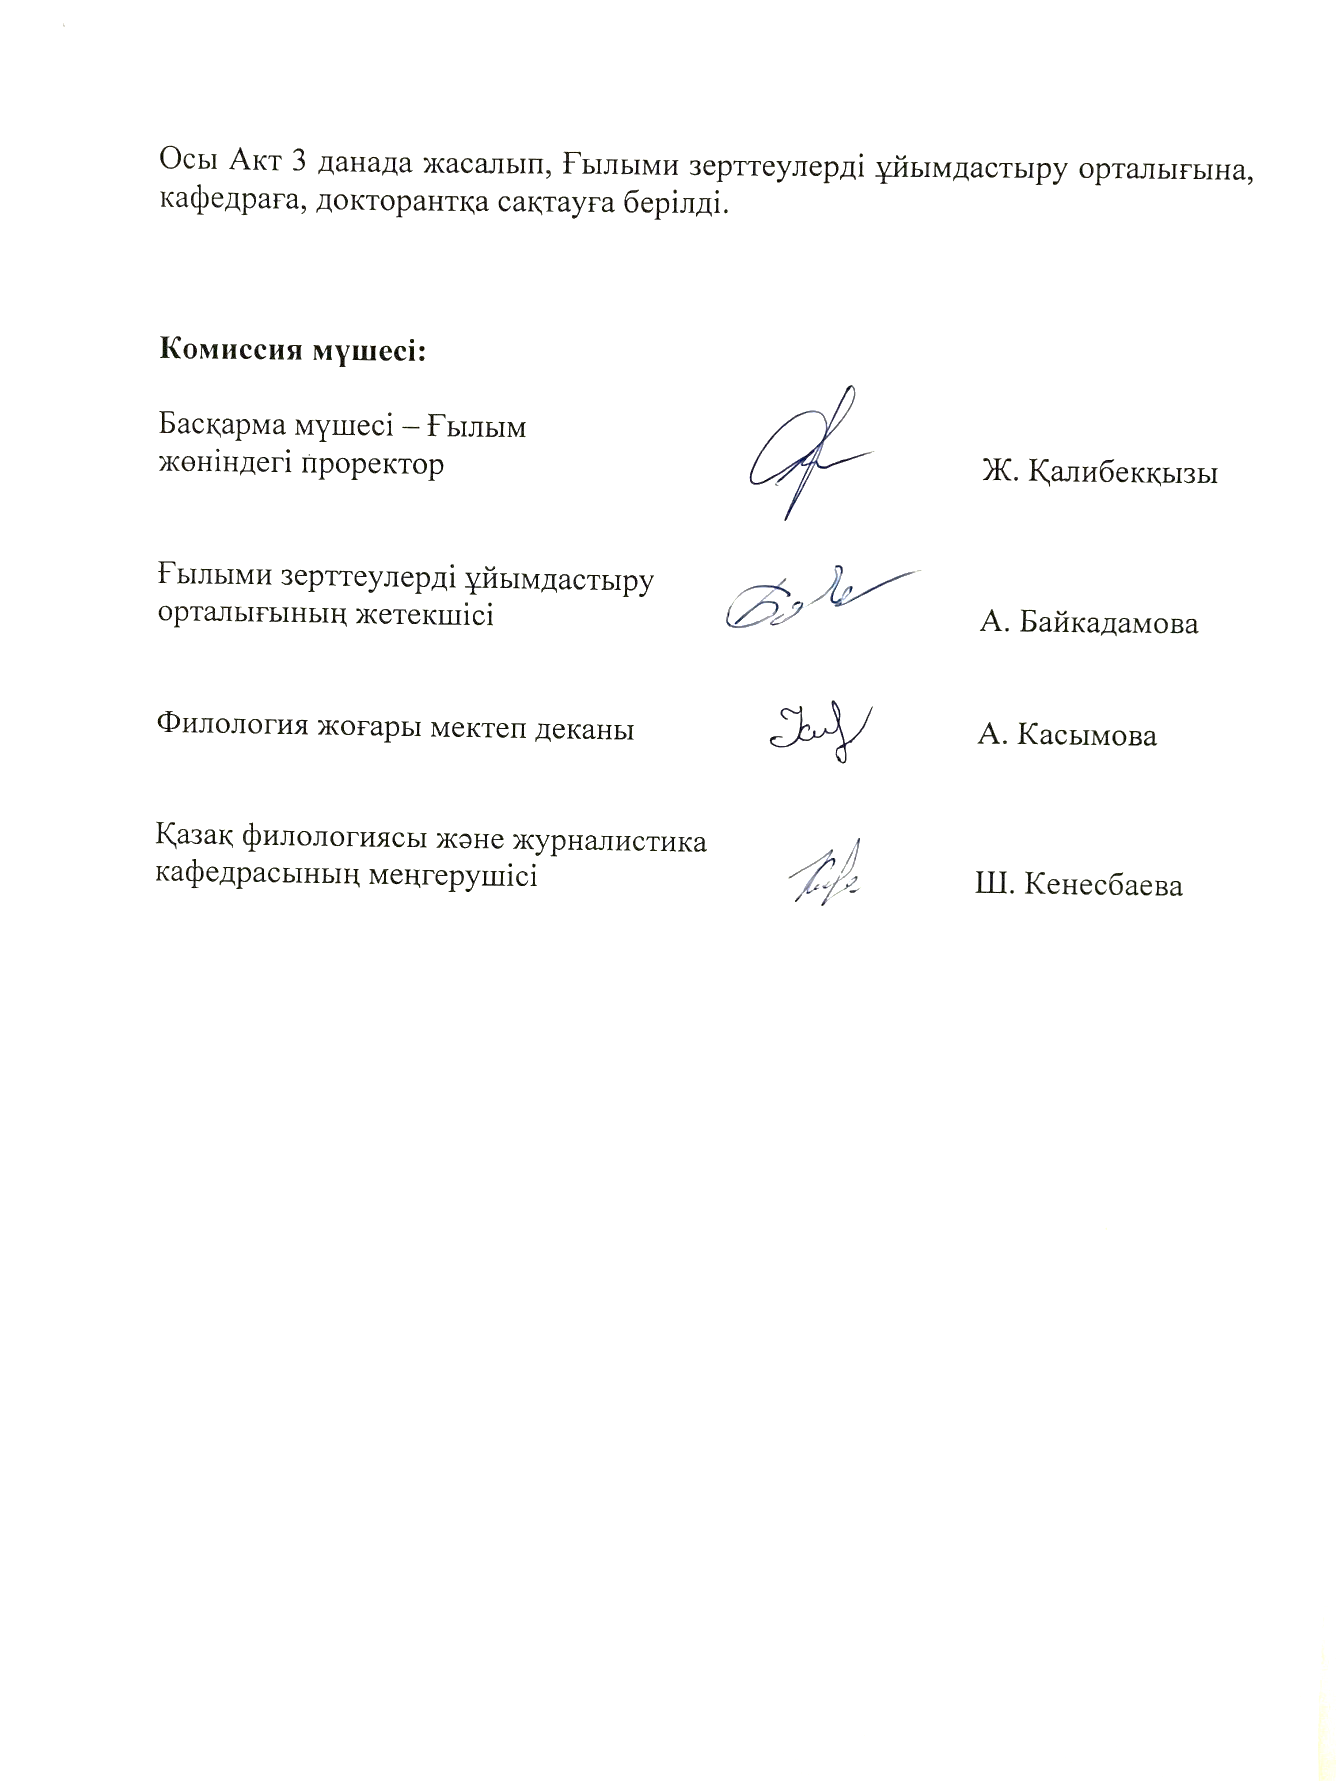 Осы Акт 3 данада жасалып, Ғылыми зерттеулерді ұйымдастыру орталығына,
кафедраға, докторантқа сақтауға берілді.
Комиссия мүшесі:
Басқарма мүшесі – Ғылым
жөніндегі проректор
Ж. Қалибекқызы
Ғылыми зерттеулерді ұйымдастыру
орталығының жетекшісі
А. Байкадамова
Филология жоғары мектеп деканы
А. Касымова
Қазақ филологиясы және журналистика
кафедрасының меңгерушісі
Ш. Кенесбаева